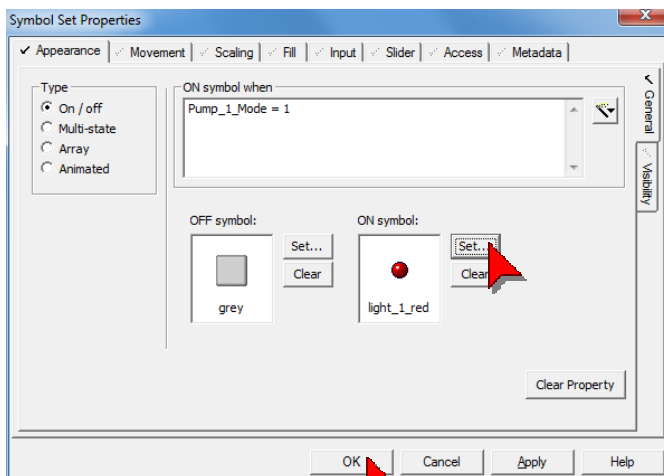 Symbol Set Properties
Appearance Movement Scaling Fill Input Slider Access Metadata
Type
On / off
Multi-state
Array
Animated
ON symbol when
Pump_1_Mode = 1
General
Visibility
OFF symbol:
Set...
Clear
grey
ON symbol:
Set...
Clear
light_1_red
Clear Property
OK Cancel Apply Help